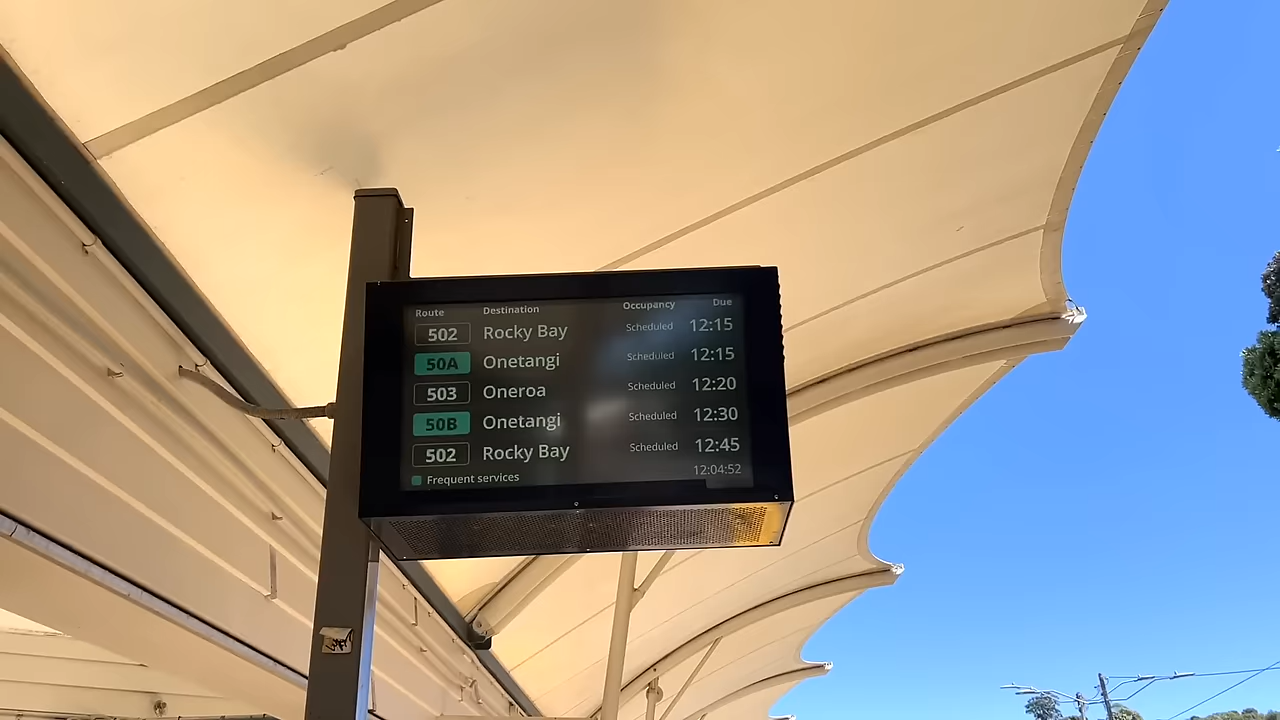 Route Destination Occupancy Due
502 Rocky Bay Scheduled 12:15
50A Onetangi Scheduled 12:15
503 Oneroa Scheduled 12:20
50B Onetangi Scheduled 12:30
502 Rocky Bay Scheduled 12:45
Frequent services 12:04:52